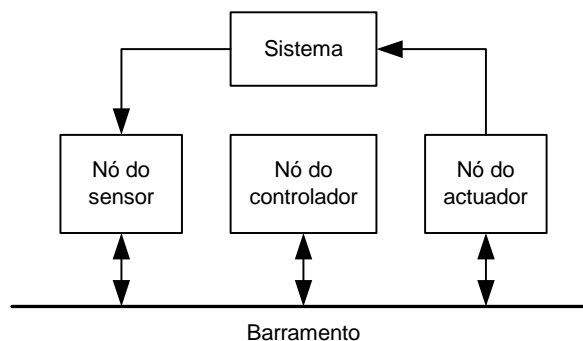 Sistema
Nó do
sensor
Nó do
controlador
Nó do
actuador
Barramento